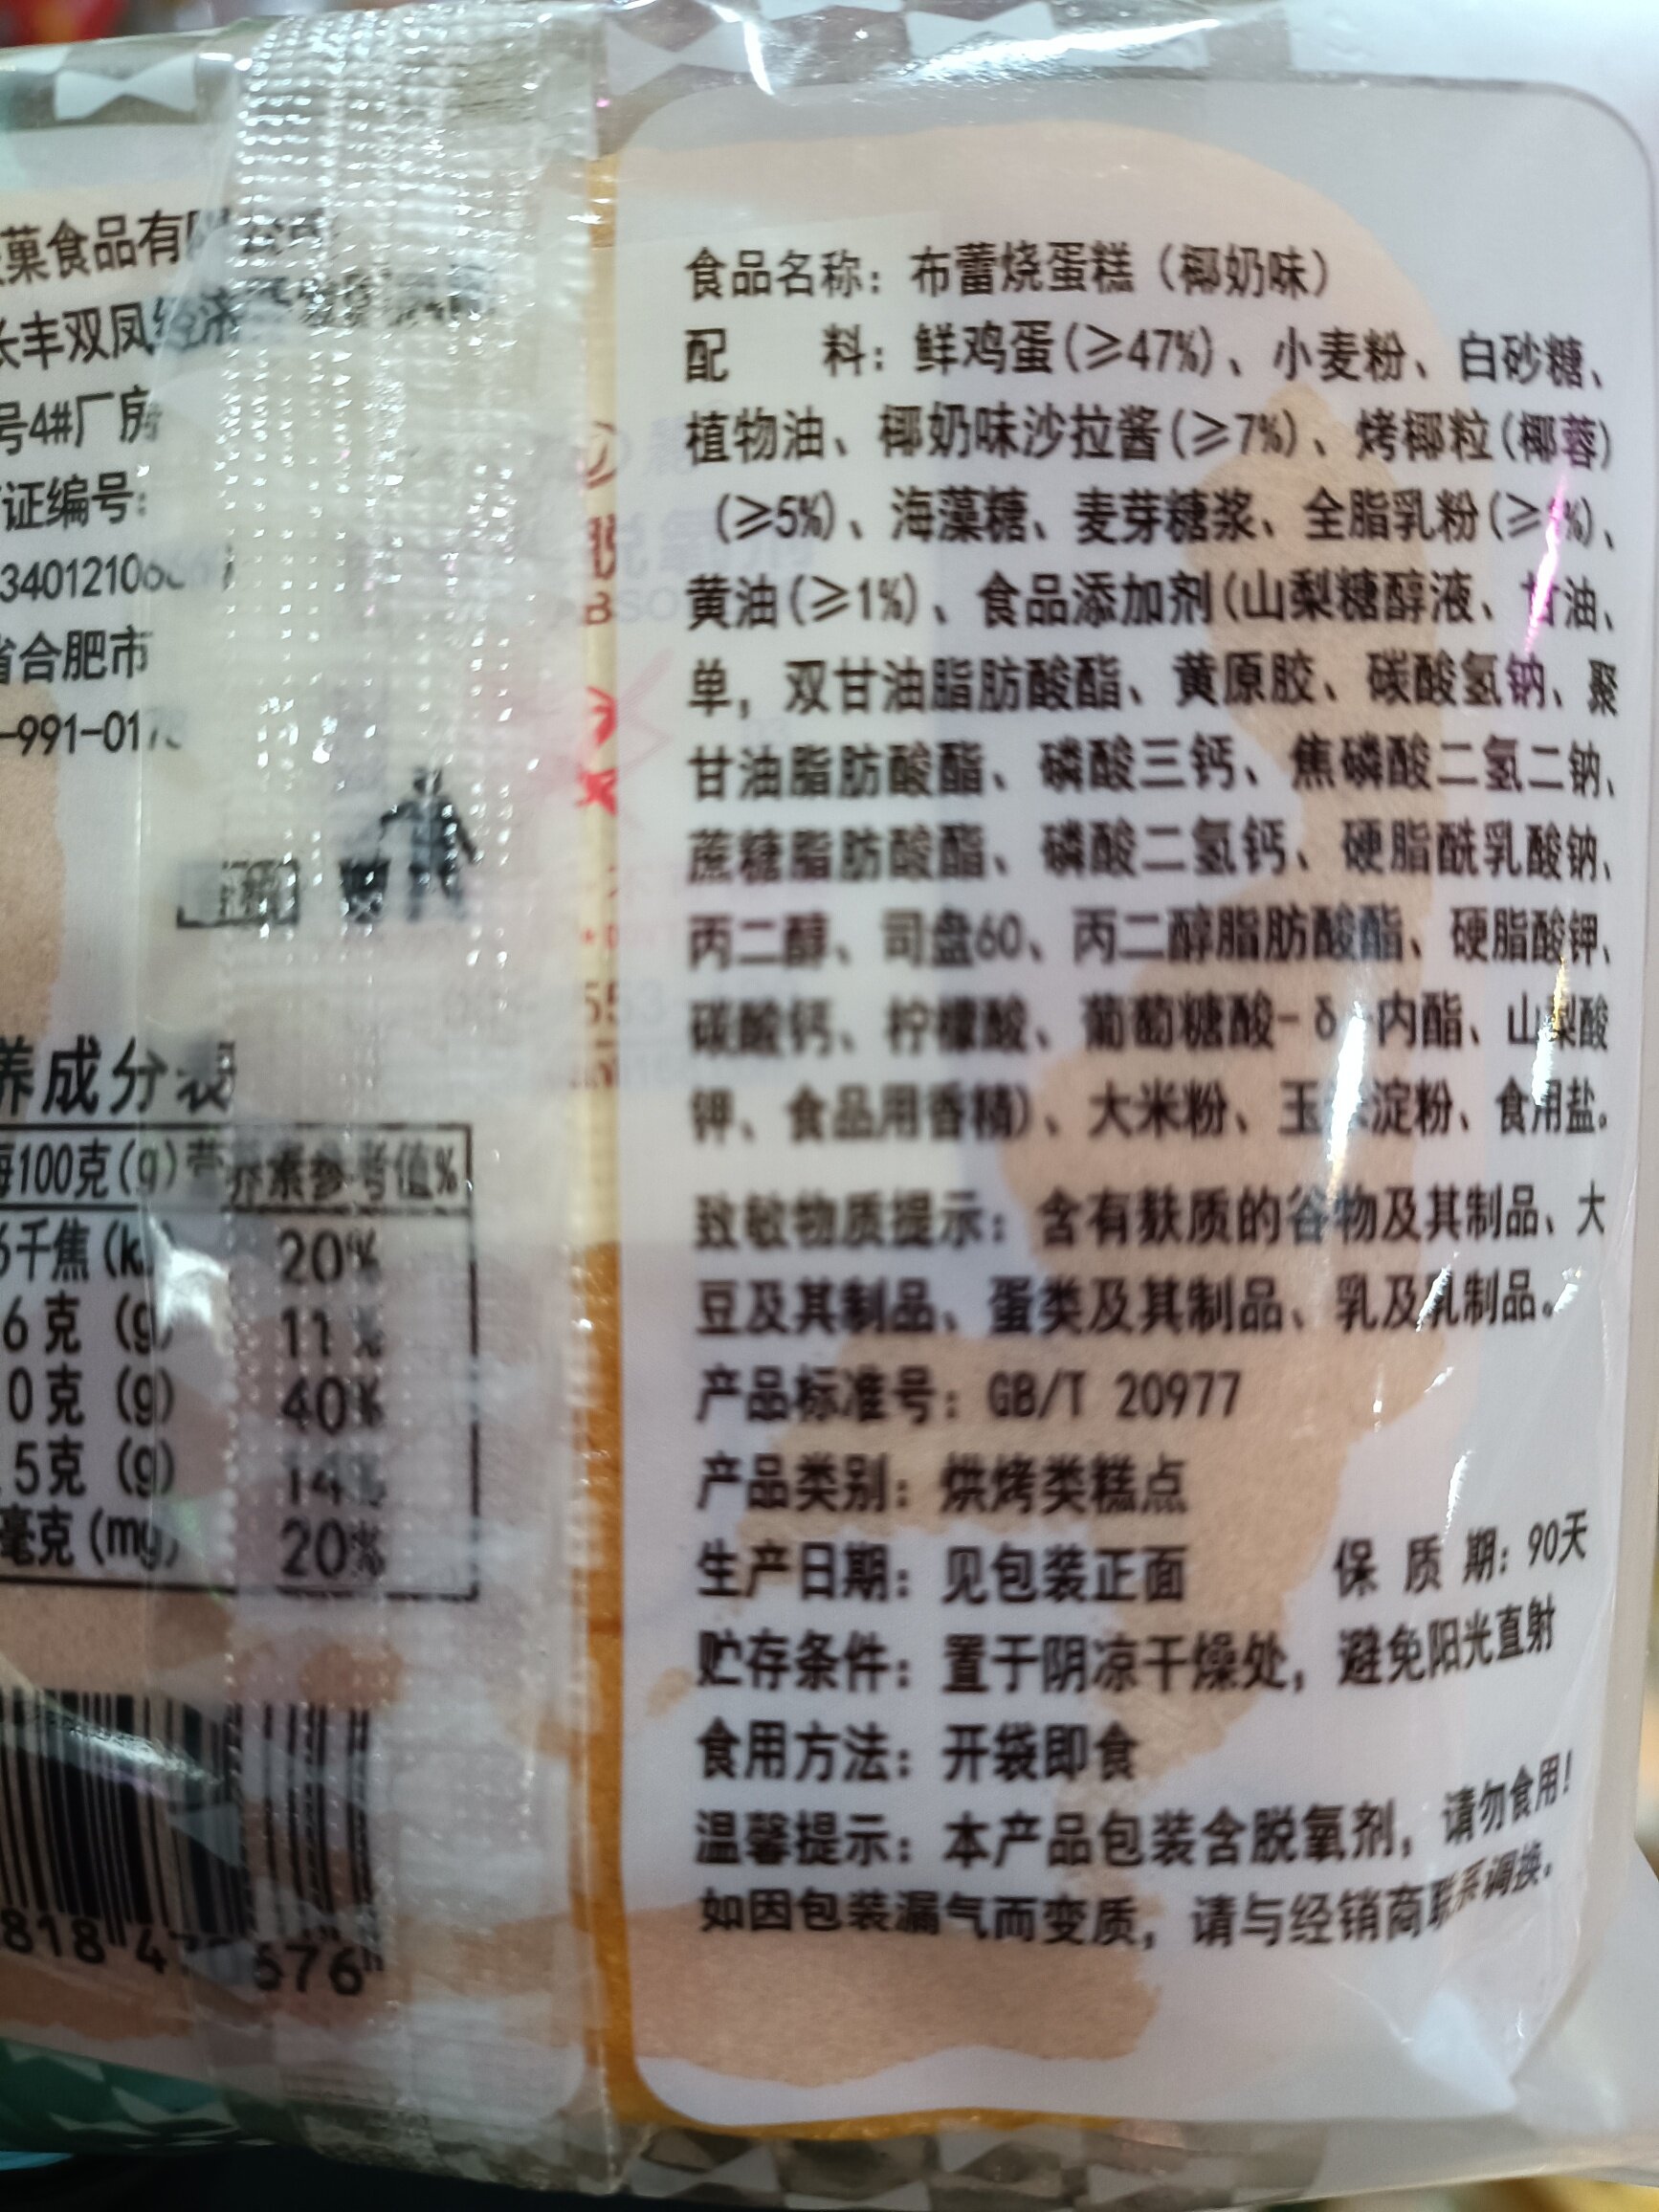 菓食品有限公司
长丰双凤经济
号4#厂房
证编号:
省合肥市
-991-017
养成分表
每100克(g) 营养素参考值%
6千焦(k 20%
6克 (g) 11%
0克 (g) 40%
5克 (g) 14%
毫克(mg) 20%
818 4 676
食品名称：布蕾烧蛋糕（椰奶味）
配 料：鲜鸡蛋(≥47%)、小麦粉、白砂糖、
植物油、椰奶味沙拉酱(≥7%)、烤椰粒(椰蓉)
(≥5%)、海藻糖、麦芽糖浆、全脂乳粉(≥ %)、
黄油(≥1%)、食品添加剂(山梨糖醇液、甘油、
单，双甘油脂肪酸酯、黄原胶、碳酸氢钠、聚
甘油脂肪酸酯、磷酸三钙、焦磷酸二氢二钠、
蔗糖脂肪酸酯、磷酸二氢钙、硬脂酰乳酸钠、
丙二醇、司盘60、丙二醇脂肪酸酯、硬脂酸钾、
碳酸钙、柠檬酸、葡萄糖酸-δ-内酯、山梨酸
钾、食品用香精)、大米粉、玉米淀粉、食用盐。
致敏物质提示：含有麸质的谷物及其制品、大
豆及其制品、蛋类及其制品、乳及乳制品。
产品标准号：GB/T 20977
产品类别：烘烤类糕点
生产日期：见包装正面 保 质 期：90天
贮存条件：置于阴凉干燥处，避免阳光直射
食用方法：开袋即食
温馨提示：本产品包装含脱氧剂，请勿食用！
如因包装漏气而变质，请与经销商联系调换。